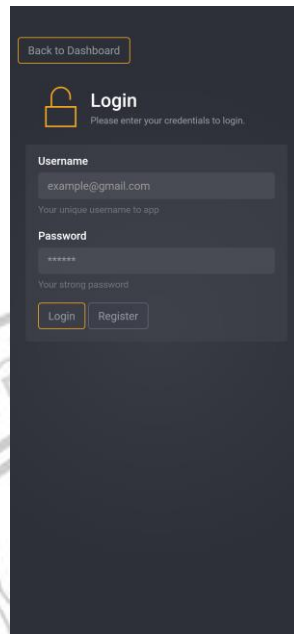 Back to Dashboard
Login
Please enter your credentials to login.
Username
example@gmail.com
Your unique username to app
Password
******
Your strong password
Login Register